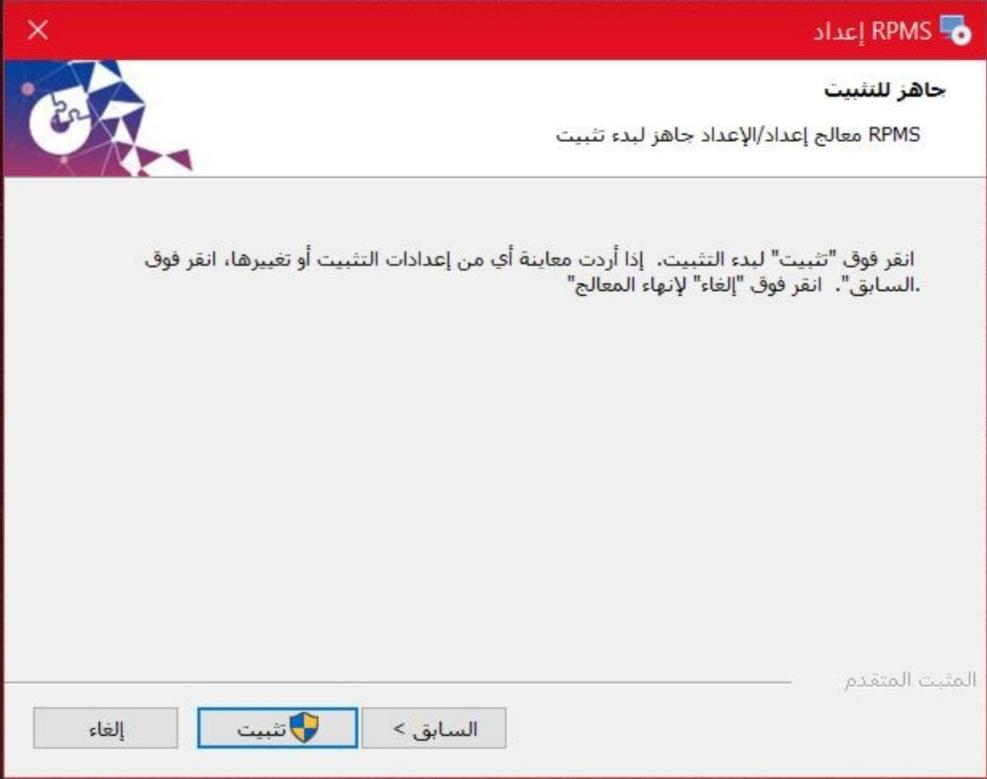 RPMS إعداد
جاهز للتثبيت
RPMS معالج إعداد/الإعداد جاهز لبدء تثبيت
انقر فوق "تثبيت" لبدء التثبيت. إذا أردت معاينة أي من إعدادات التثبيت أو تغييرها، انقر فوق
.السابق". انقر فوق "إلغاء" لإنهاء المعالج"
المثبت المتقدم
السابق >
تثبيت
إلغاء